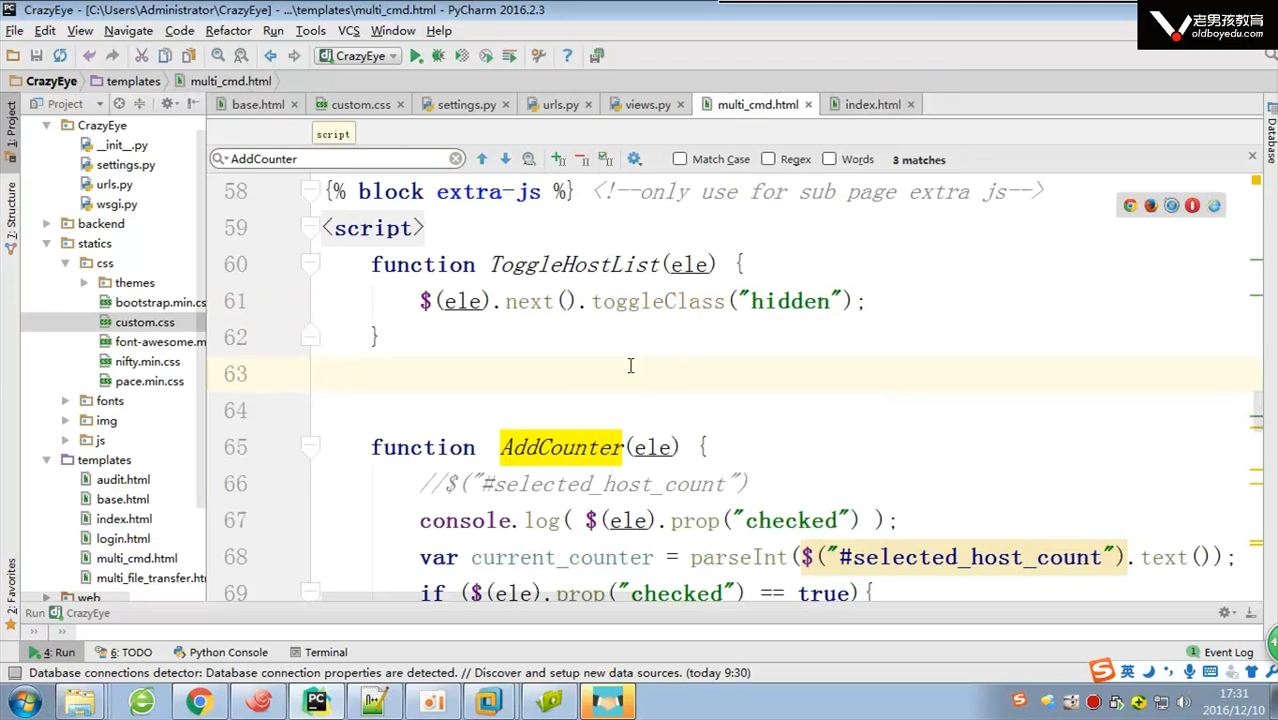 CrazyEye - [C:\Users\Administrator\CrazyEye] - ...\templates\multi_cmd.html - PyCharm 2016.2.3
老男孩教育
oldboyedu.com
File Edit View Navigate Code Refactor Run Tools VCS Window Help
CrazyEye
CrazyEye templates multi_cmd.html
Project
base.html custom.css settings.py urls.py views.py multi_cmd.html index.html
script
AddCounter Match Case Regex Words 3 matches
1: Project
Z: Structure
2: Favorites
Database
CrazyEye
__init__.py
settings.py
urls.py
wsgi.py
backend
statics
css
themes
bootstrap.min.cs
custom.css
font-awesome.m
nifty.min.css
pace.min.css
fonts
img
js
templates
audit.html
base.html
index.html
login.html
multi_cmd.html
multi_file_transfer.htn
web
58 {% block extra-js %} <!--only use for sub page extra js-->
59 <script>
60 function ToggleHostList(ele) {
61 $(ele).next().toggleClass("hidden");
62 }
63
64
65 function AddCounter(ele) {
66 //$("#selected_host_count")
67 console.log( $(ele).prop("checked") );
68 var current_counter = parseInt($("#selected_host_count").text());
69 if ($(ele).prop("checked") == true){
Run CrazyEye
» »
4: Run 6: TODO Python Console Terminal 1 Event Log
Database connections detector: Database connection properties are detected. // Discover and setup new data sources. (today 9:30)
英
17:31
2016/12/10